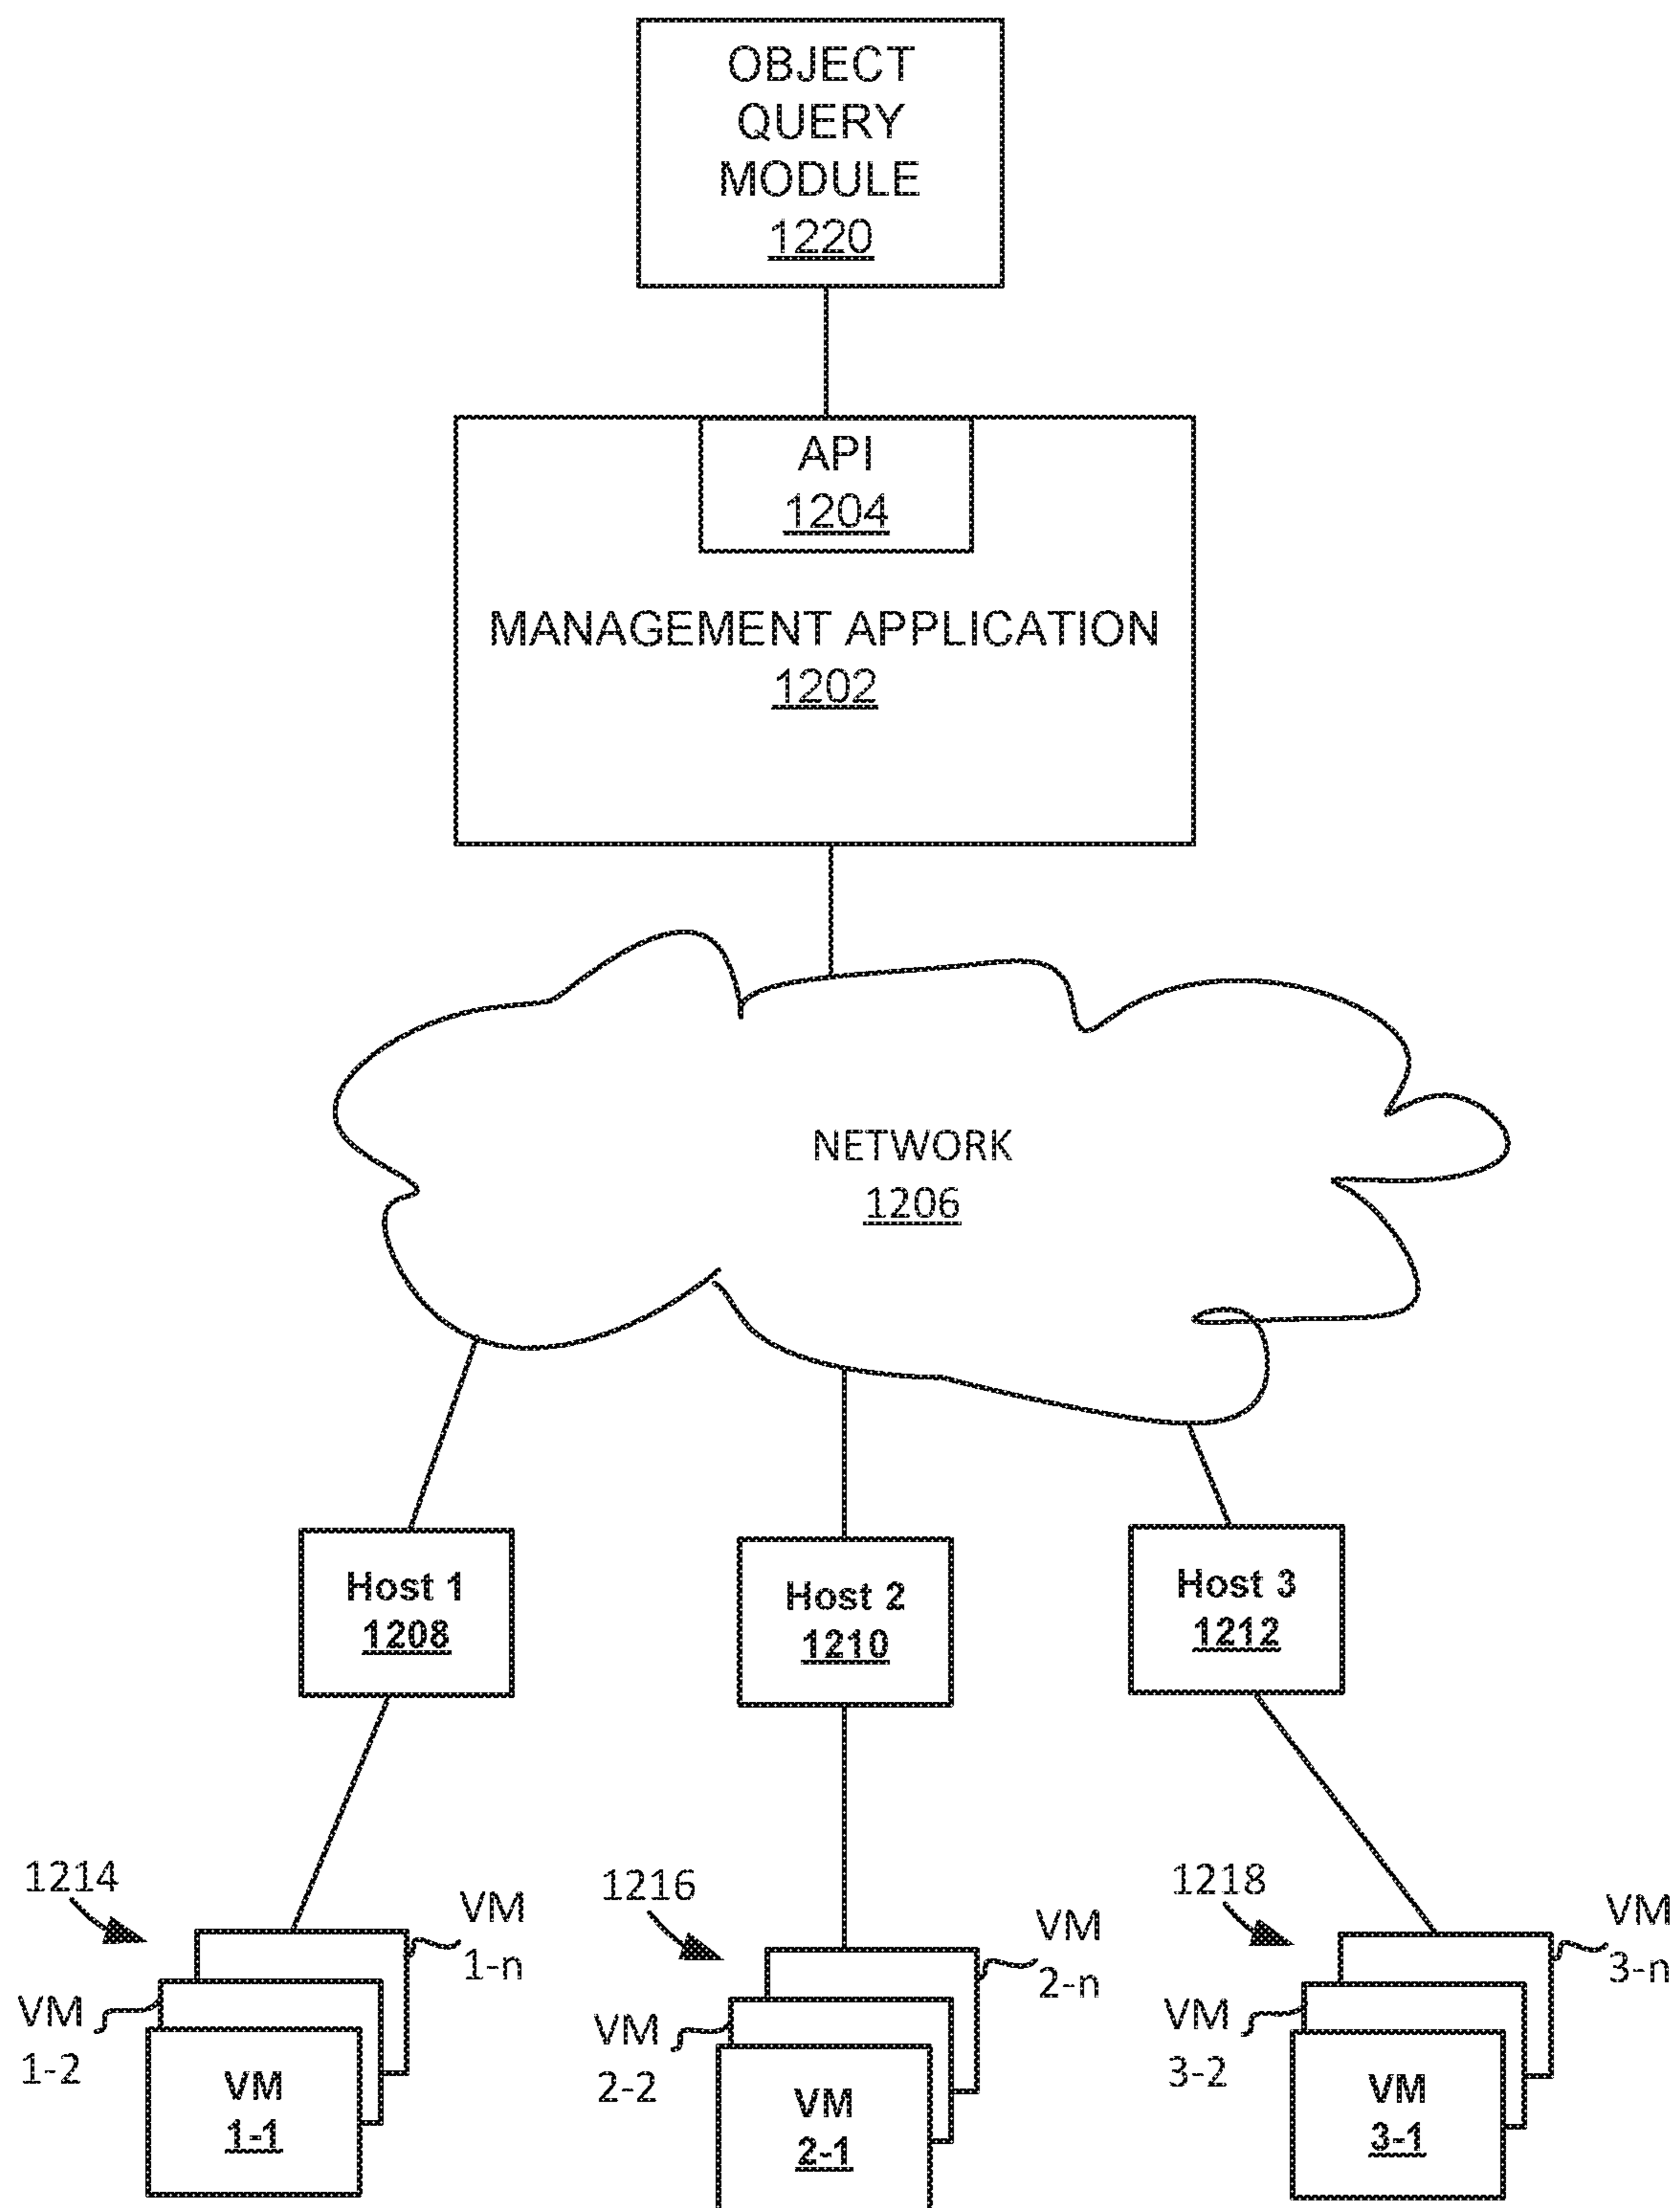 OBJECT
QUERY
MODULE
1220
API
1204
MANAGEMENT APPLICATION
1202
NETWORK
1206
Host 1
1208
Host 2
1210
Host 3
1212
1214
VM
1-n
VM
1-2
VM
1-1
1216
VM
2-n
VM
2-2
VM
2-1
1218
VM
3-n
VM
3-2
VM
3-1